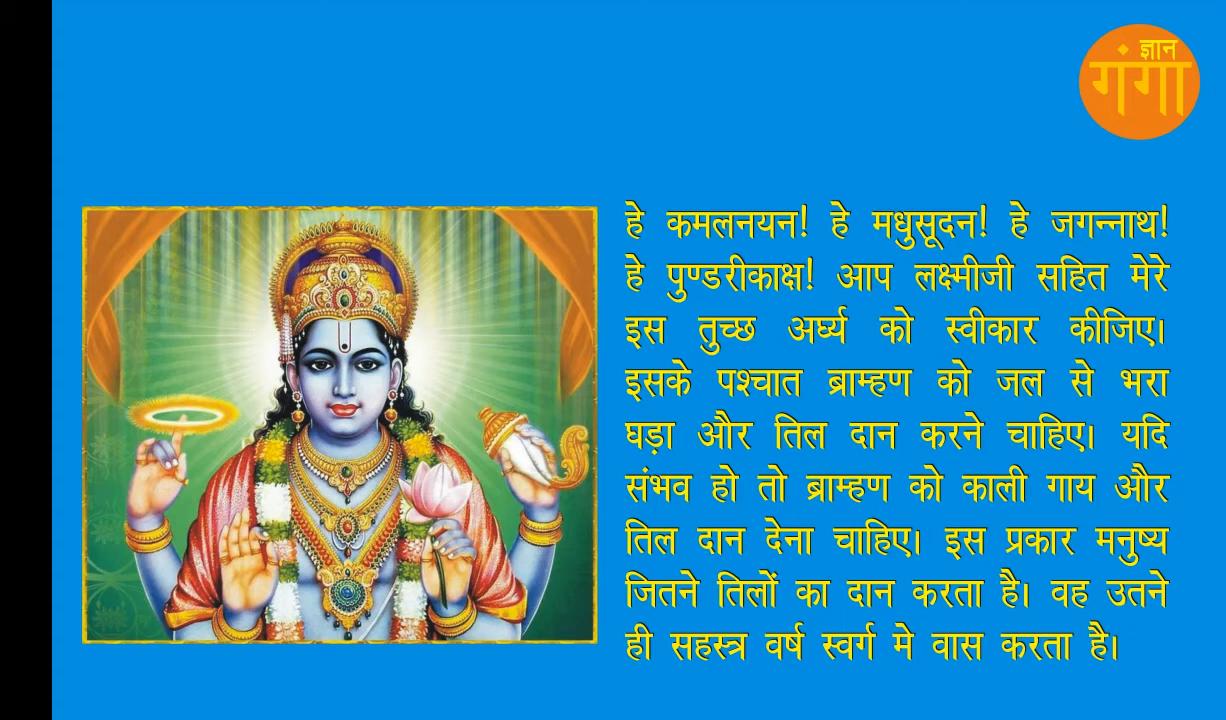 ज्ञान
गंगा
हे कमलनयन! हे मधुसूदन! हे जगन्नाथ!
हे पुण्डरीकाक्ष! आप लक्ष्मीजी सहित मेरे
इस तुच्छ अर्घ्य को स्वीकार कीजिए।
इसके पश्चात ब्राम्हण को जल से भरा
घड़ा और तिल दान करने चाहिए। यदि
संभव हो तो ब्राम्हण को काली गाय और
तिल दान देना चाहिए। इस प्रकार मनुष्य
जितने तिलों का दान करता है। वह उतने
ही सहस्त्र वर्ष स्वर्ग मे वास करता है।